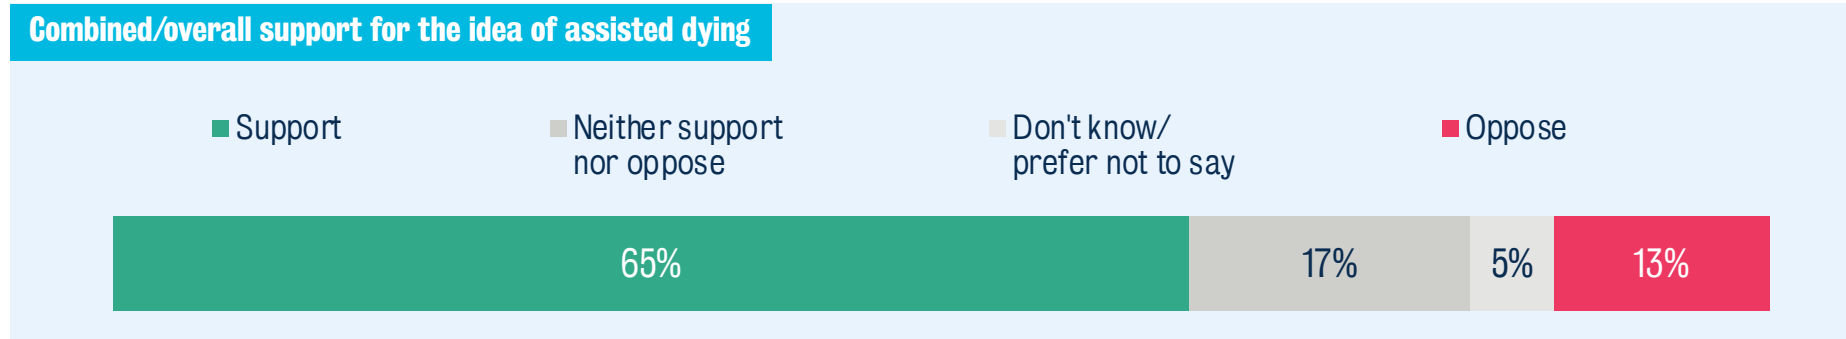 Combined/overall support for the idea of assisted dying
Support
Neither support
nor oppose
Don't know/
prefer not to say
Oppose
65%
17%
5%
13%